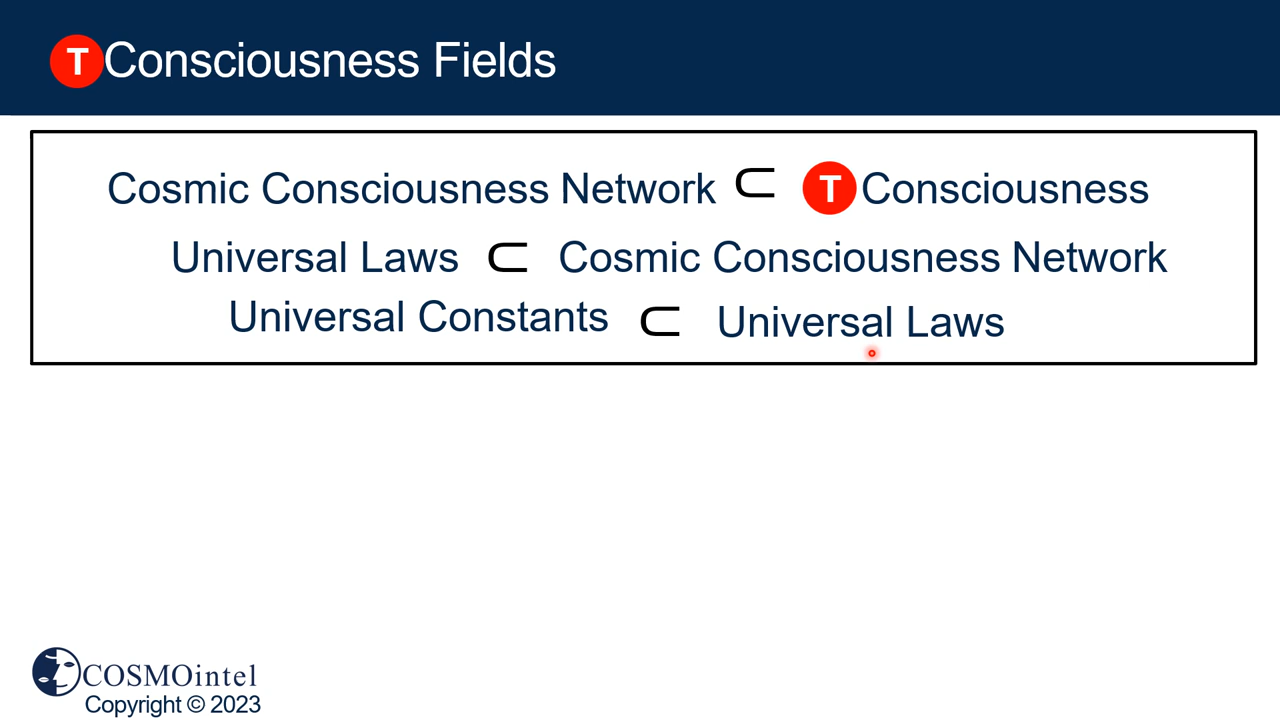 T Consciousness Fields
Cosmic Consciousness Network ⊂ T Consciousness
Universal Laws ⊂ Cosmic Consciousness Network
Universal Constants ⊂ Universal Laws
COSMOintel
Copyright © 2023